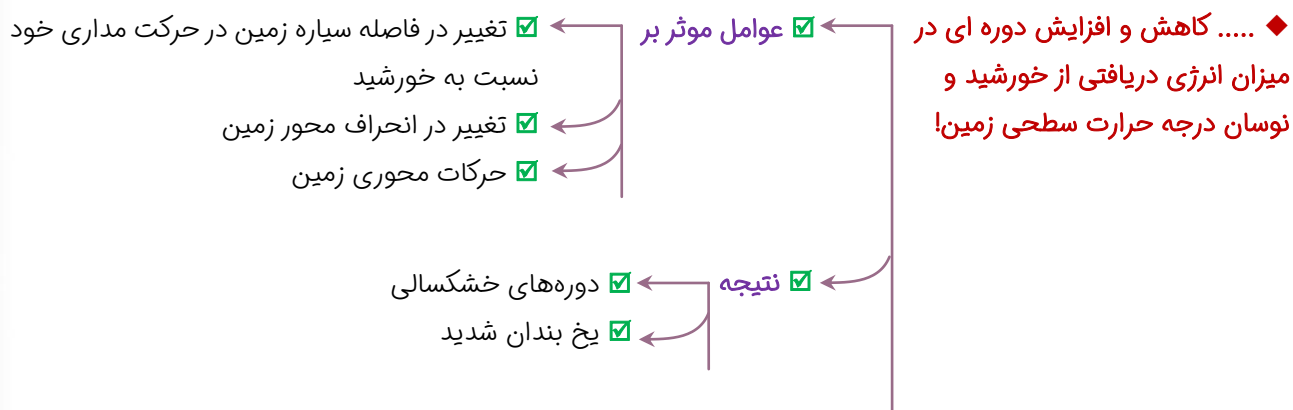 ◆ ..... کاهش و افزایش دوره ای در
میزان انرژی دریافتی از خورشید و
نوسان درجه حرارت سطحی زمین!
عوامل موثر بر
تغییر در فاصله سیاره زمین در حرکت مداری خود
نسبت به خورشید
تغییر در انحراف محور زمین
حرکات محوری زمین
نتیجه
دوره‌های خشکسالی
یخ بندان شدید